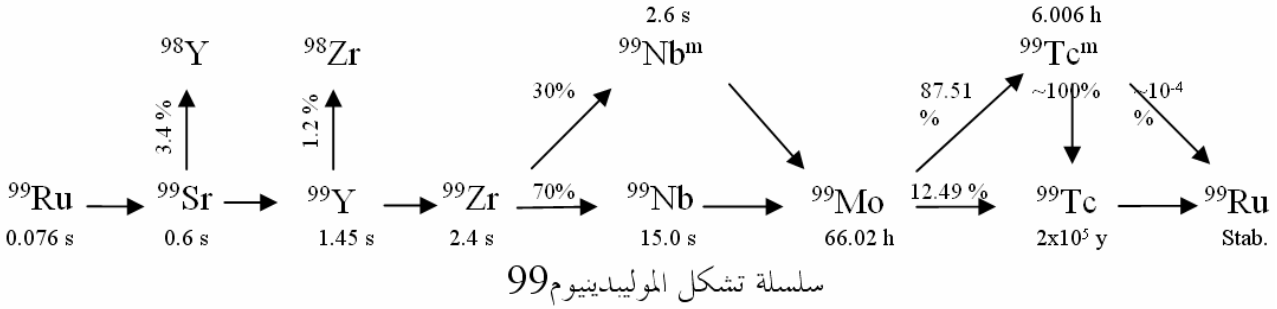 2.6 s 6.006 h
⁹⁸Y ⁹⁸Zr ⁹⁹Nbᵐ ⁹⁹Tcᵐ
3.4 % 1.2 % 30% 87.51 % ~100% ~10⁻⁴ %
⁹⁹Ru ⁹⁹Sr ⁹⁹Y ⁹⁹Zr 70% ⁹⁹Nb ⁹⁹Mo 12.49 % ⁹⁹Tc ⁹⁹Ru
0.076 s 0.6 s 1.45 s 2.4 s 15.0 s 66.02 h 2x10⁵ y Stab.
سلسلة تشكل الموليبدينيوم99